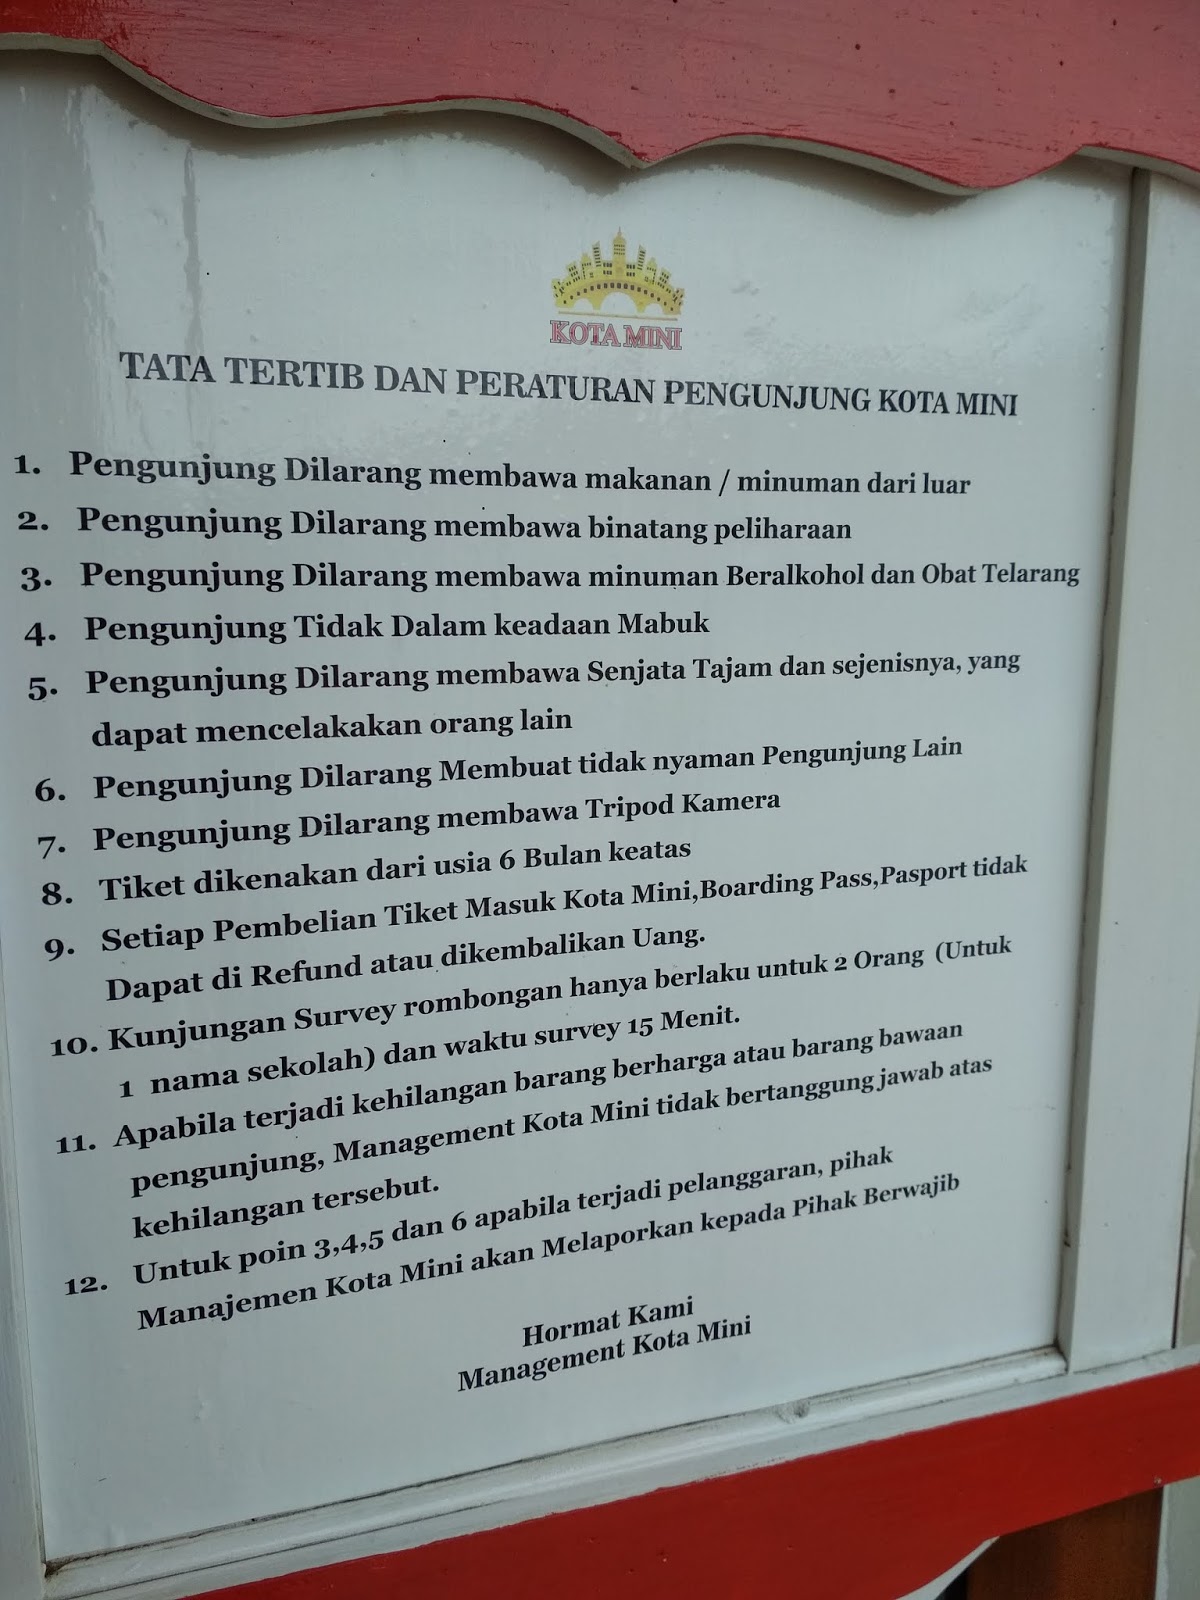 KOTA MINI
TATA TERTIB DAN PERATURAN PENGUNJUNG KOTA MINI
1. Pengunjung Dilarang membawa makanan / minuman dari luar
2. Pengunjung Dilarang membawa binatang peliharaan
3. Pengunjung Dilarang membawa minuman Beralkohol dan Obat Telarang
4. Pengunjung Tidak Dalam keadaan Mabuk
5. Pengunjung Dilarang membawa Senjata Tajam dan sejenisnya, yang
dapat mencelakakan orang lain
6. Pengunjung Dilarang Membuat tidak nyaman Pengunjung Lain
7. Pengunjung Dilarang membawa Tripod Kamera
8. Tiket dikenakan dari usia 6 Bulan keatas
9. Setiap Pembelian Tiket Masuk Kota Mini,Boarding Pass,Pasport tidak
Dapat di Refund atau dikembalikan Uang.
10. Kunjungan Survey rombongan hanya berlaku untuk 2 Orang (Untuk
1 nama sekolah) dan waktu survey 15 Menit.
11. Apabila terjadi kehilangan barang berharga atau barang bawaan
pengunjung, Management Kota Mini tidak bertanggung jawab atas
kehilangan tersebut.
12. Untuk poin 3,4,5 dan 6 apabila terjadi pelanggaran, pihak
Manajemen Kota Mini akan Melaporkan kepada Pihak Berwajib
Hormat Kami
Management Kota Mini